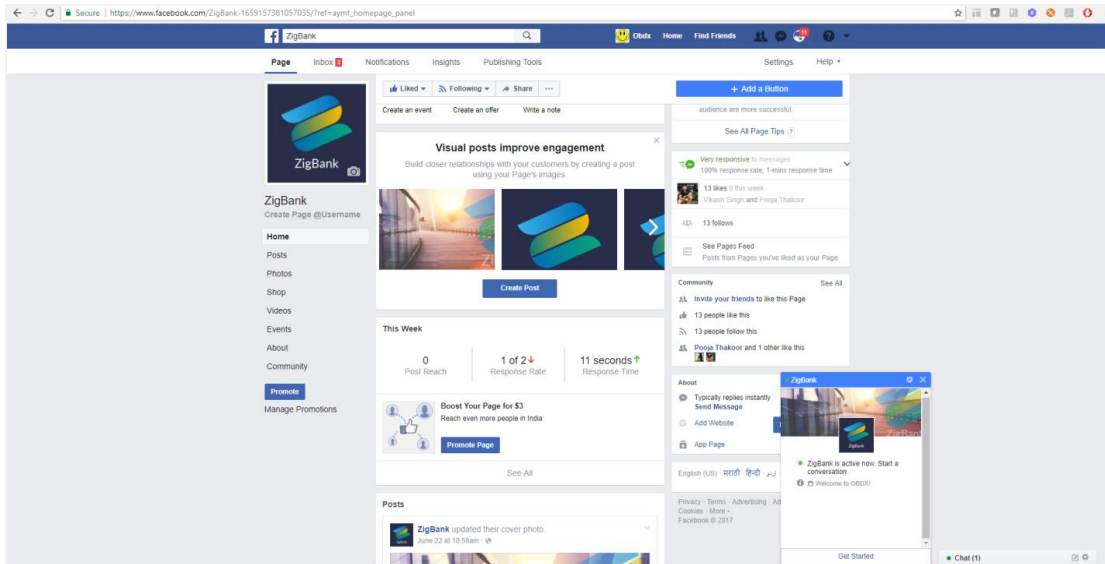 Secure | https://www.facebook.com/ZigBank-1659157381057035/?ref=aymt_homepage_panel
ZigBank
Obdx Home Find Friends 11
Page Inbox 2 Notifications Insights Publishing Tools Settings Help
Liked Following Share ...
+ Add a Button
Create an event Create an offer Write a note
audience are more successful.
See All Page Tips ?
ZigBank
ZigBank
Create Page @Username
Home
Posts
Photos
Shop
Videos
Events
About
Community
Promote
Manage Promotions
Visual posts improve engagement
Build closer relationships with your customers by creating a post
using your Page's images.
Create Post
This Week
0 1 of 2 11 seconds
Post Reach Response Rate Response Time
Boost Your Page for $3
Reach even more people in India
Promote Page
See All
Posts
ZigBank updated their cover photo.
June 22 at 10:58am
Very responsive to messages
100% response rate, 1-mins response time
13 likes 0 this week
Vikash Singh and Pooja Thakoor
13 follows
See Pages Feed
Posts from Pages you've liked as your Page
Community See All
Invite your friends to like this Page
13 people like this
13 people follow this
Pooja Thakoor and 1 other like this
About
Typically replies instantly
Send Message
Add Website
App Page
English (US) मराठी हिन्दी اردو
Privacy · Terms · Advertising · Ad
Cookies · More
Facebook © 2017
ZigBank
ZigBank
ZigBank
ZigBank is active now. Start a
conversation.
Welcome to OBDX!
Get Started
Chat (1)